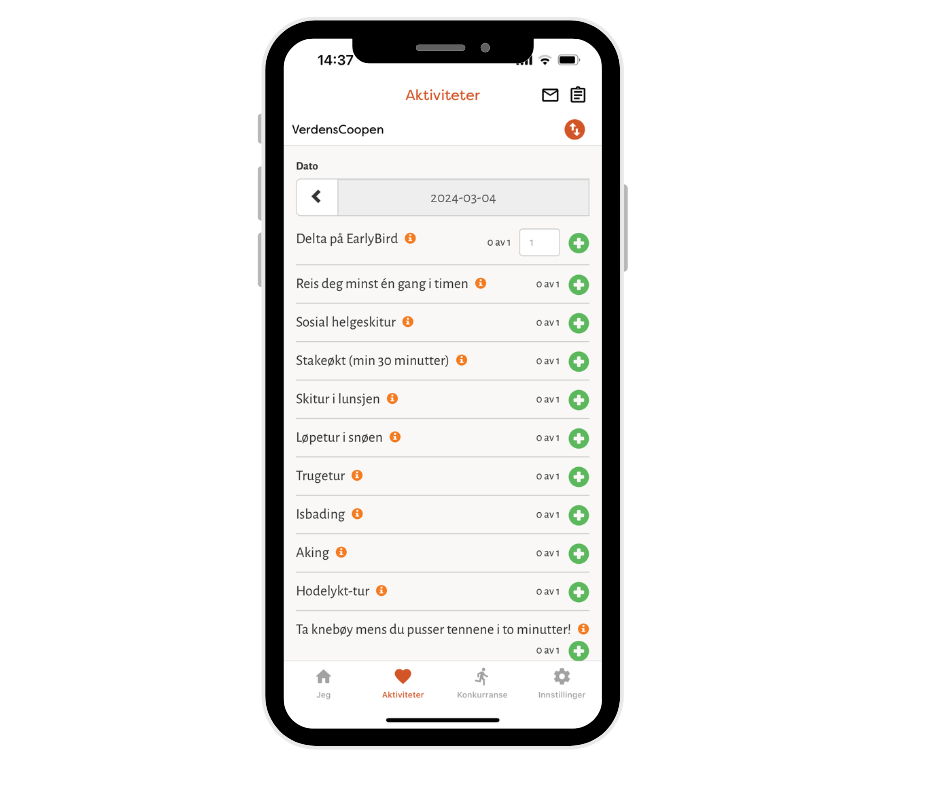 14:37
Aktiviteter
VerdensCoopen
Dato
2024-03-04
Delta på EarlyBird 0 av 1 1
Reis deg minst én gang i timen 0 av 1
Sosial helgeskitur 0 av 1
Stakeøkt (min 30 minutter) 0 av 1
Skitur i lunsjen 0 av 1
Løpetur i snøen 0 av 1
Trugetur 0 av 1
Isbading 0 av 1
Aking 0 av 1
Hodelykt-tur 0 av 1
Ta knebøy mens du pusser tennene i to minutter!
0 av 1
Jeg Aktiviteter Konkurranse Innstillinger